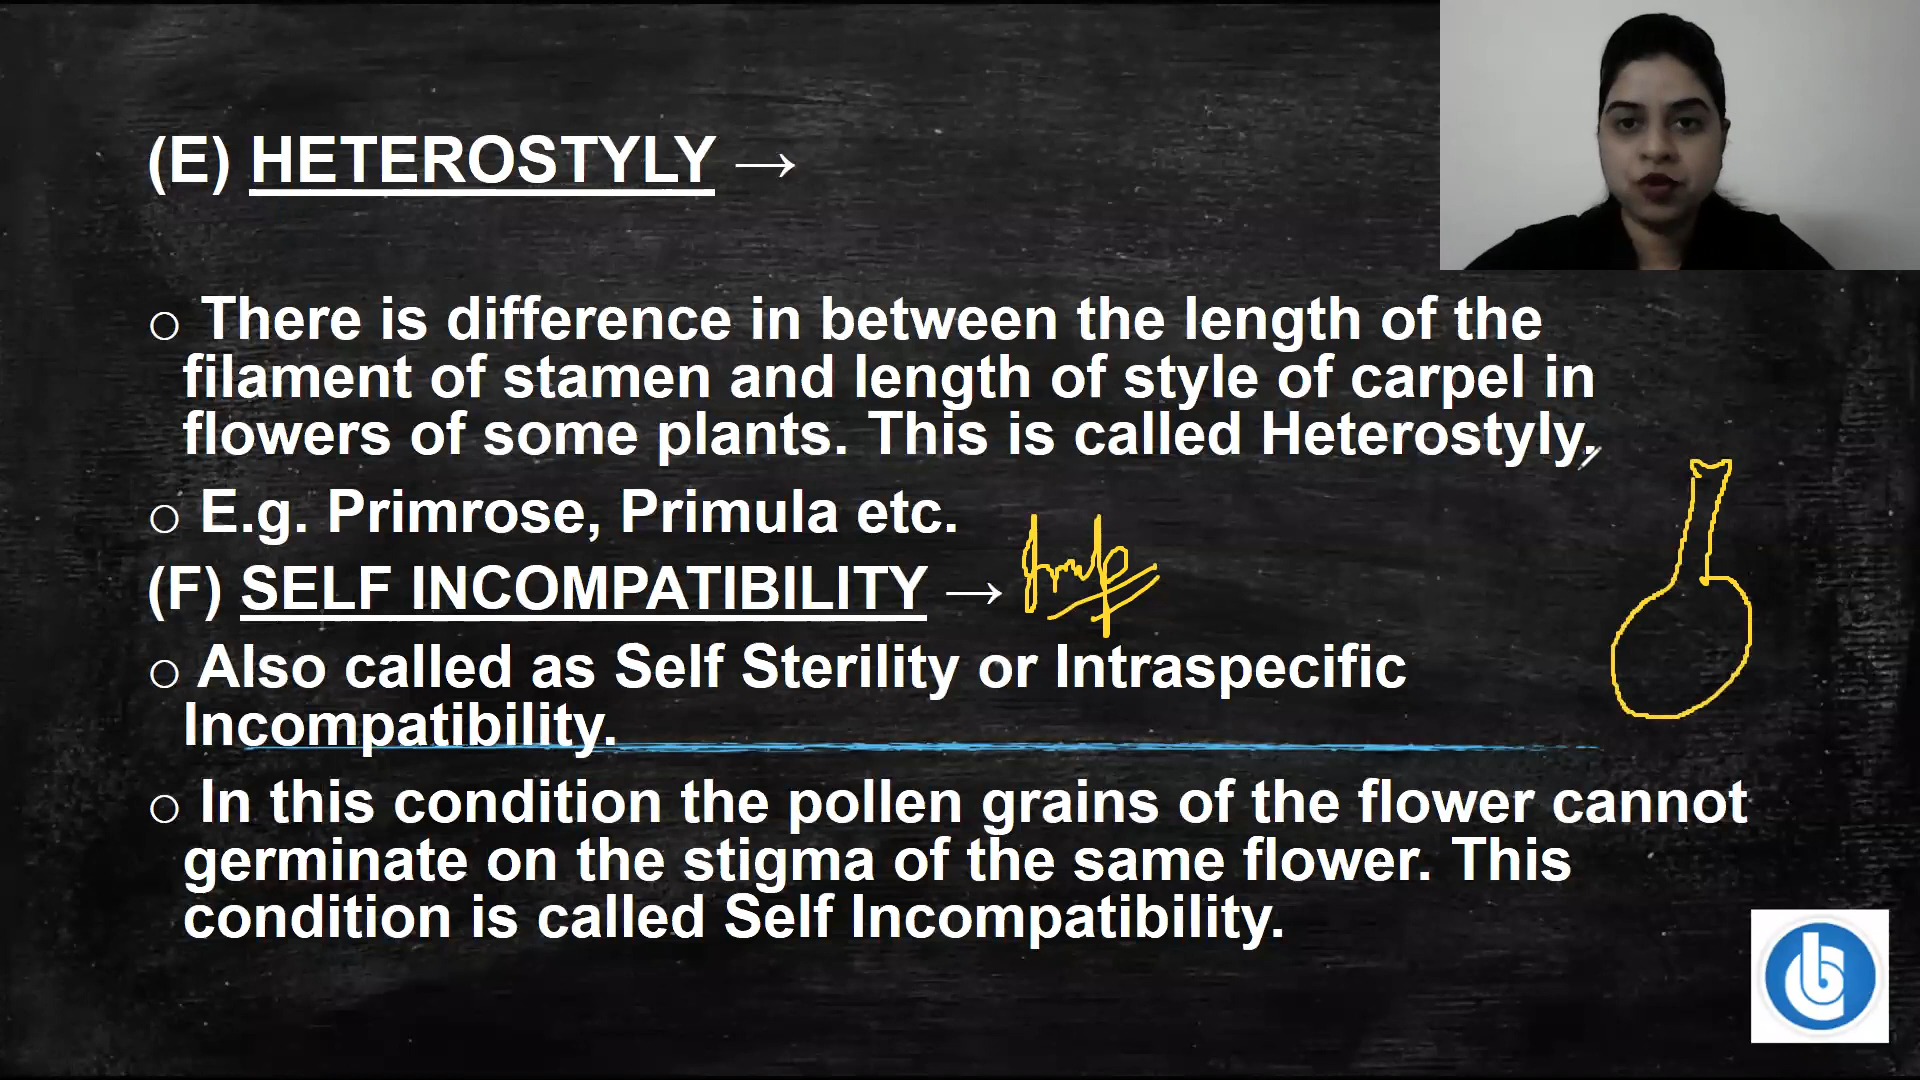 (E) HETEROSTYLY →
○ There is difference in between the length of the
filament of stamen and length of style of carpel in
flowers of some plants. This is called Heterostyly.
○ E.g. Primrose, Primula etc.
(F) SELF INCOMPATIBILITY → Imp
○ Also called as Self Sterility or Intraspecific
Incompatibility.
○ In this condition the pollen grains of the flower cannot
germinate on the stigma of the same flower. This
condition is called Self Incompatibility.